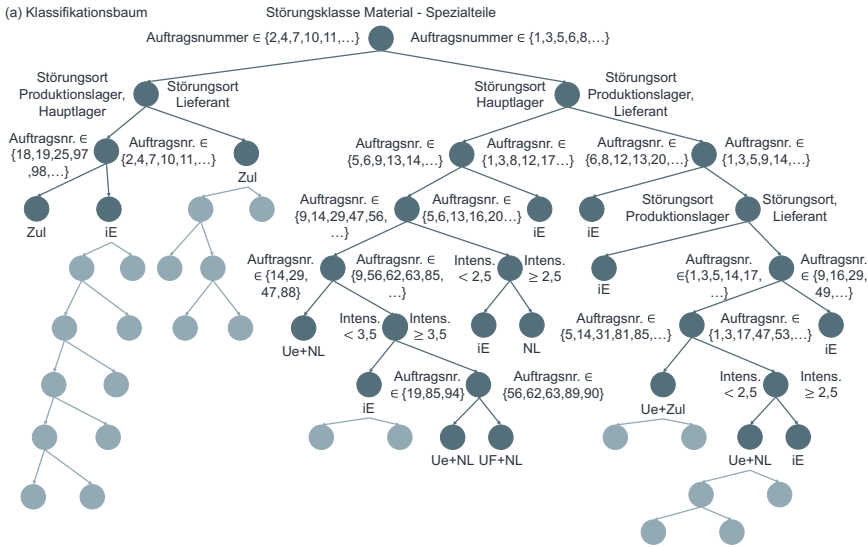 (a) Klassifikationsbaum
Störungsklasse Material - Spezialteile
Auftragsnummer ∈ {2,4,7,10,11,…}
Auftragsnummer ∈ {1,3,5,6,8,…}
Störungsort
Produktionslager,
Hauptlager
Störungsort
Lieferant
Störungsort
Hauptlager
Störungsort
Produktionslager,
Lieferant
Auftragsnr. ∈
{18,19,25,97
,98,…}
Auftragsnr. ∈
{2,4,7,10,11,…}
Zul
Auftragsnr. ∈
{5,6,9,13,14,…}
Auftragsnr. ∈
{1,3,8,12,17…}
Auftragsnr. ∈
{6,8,12,13,20,…}
Auftragsnr. ∈
{1,3,5,9,14,…}
Zul
iE
Auftragsnr. ∈
{9,14,29,47,56,
…}
Auftragsnr. ∈
{5,6,13,16,20…}
iE
iE
Störungsort
Produktionslager
Störungsort,
Lieferant
Auftragsnr.
∈ {14,29,
47,88}
Auftragsnr. ∈
{9,56,62,63,85,
…}
Intens.
< 2,5
Intens.
≥ 2,5
iE
Auftragsnr.
∈{1,3,5,14,17,
…}
Auftragsnr.
∈ {9,16,29,
49,…}
Ue+NL
Intens.
< 3,5
Intens.
≥ 3,5
iE
NL
Auftragsnr. ∈
{5,14,31,81,85,…}
Auftragsnr. ∈
{1,3,17,47,53,…}
iE
iE
Auftragsnr.
∈ {19,85,94}
Auftragsnr. ∈
{56,62,63,89,90}
Ue+Zul
Intens.
< 2,5
Intens.
≥ 2,5
Ue+NL
UF+NL
Ue+NL
iE